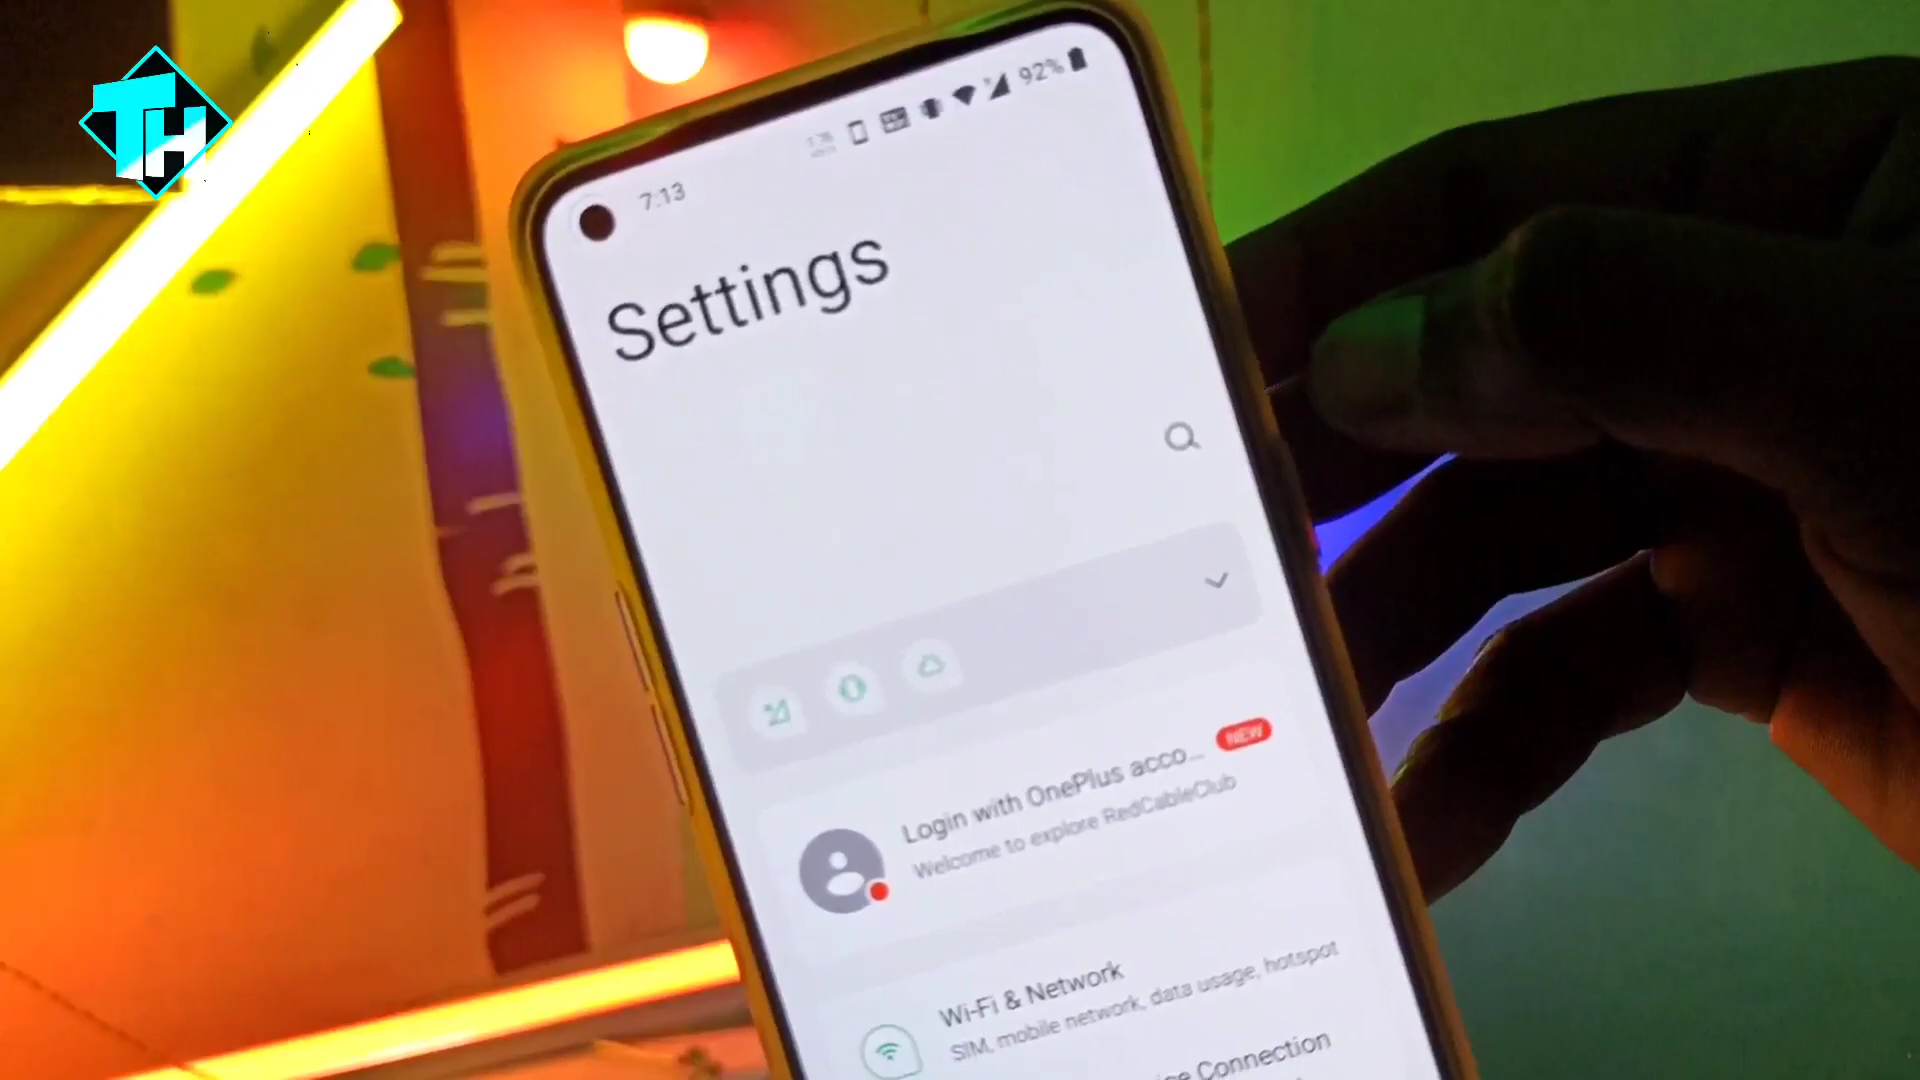 TH
7:13
92%
Settings
Login with OnePlus acco...
NEW
Welcome to explore RedCableClub
Wi-Fi & Network
SIM, mobile network, data usage, hotspot
Connection